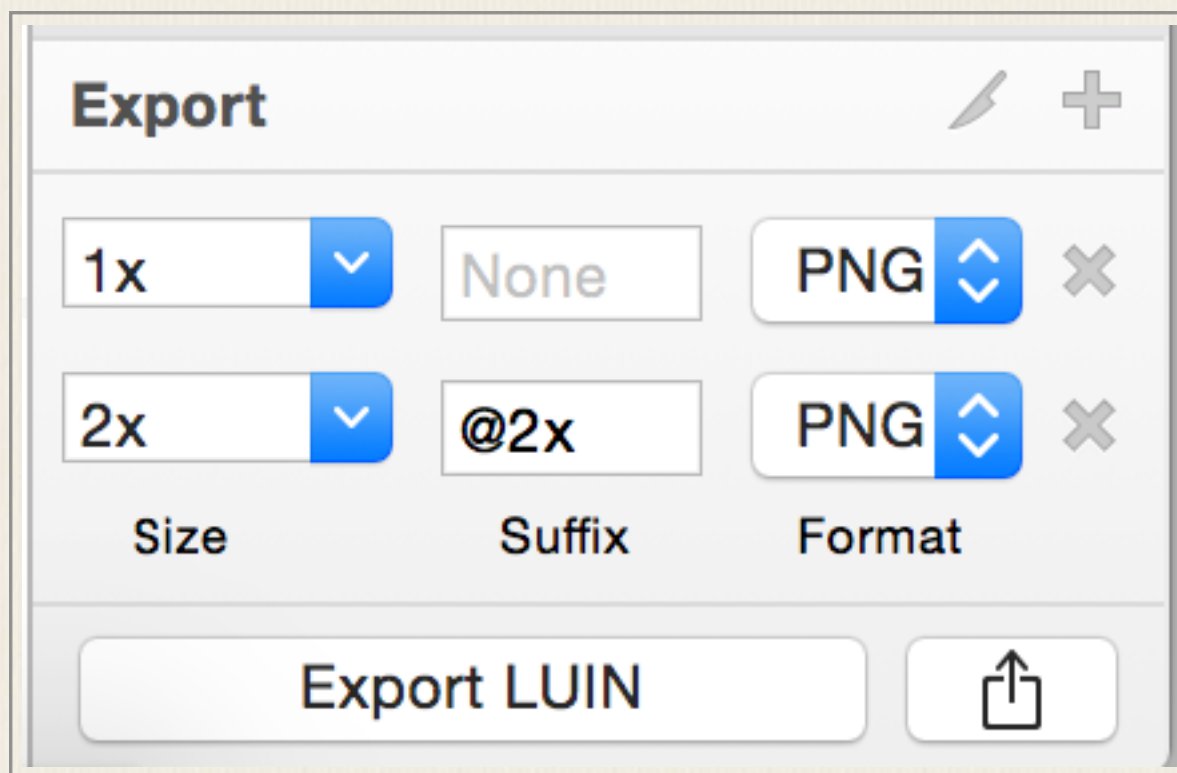 Export
1x None PNG
2x @2x PNG
Size Suffix Format
Export LUIN